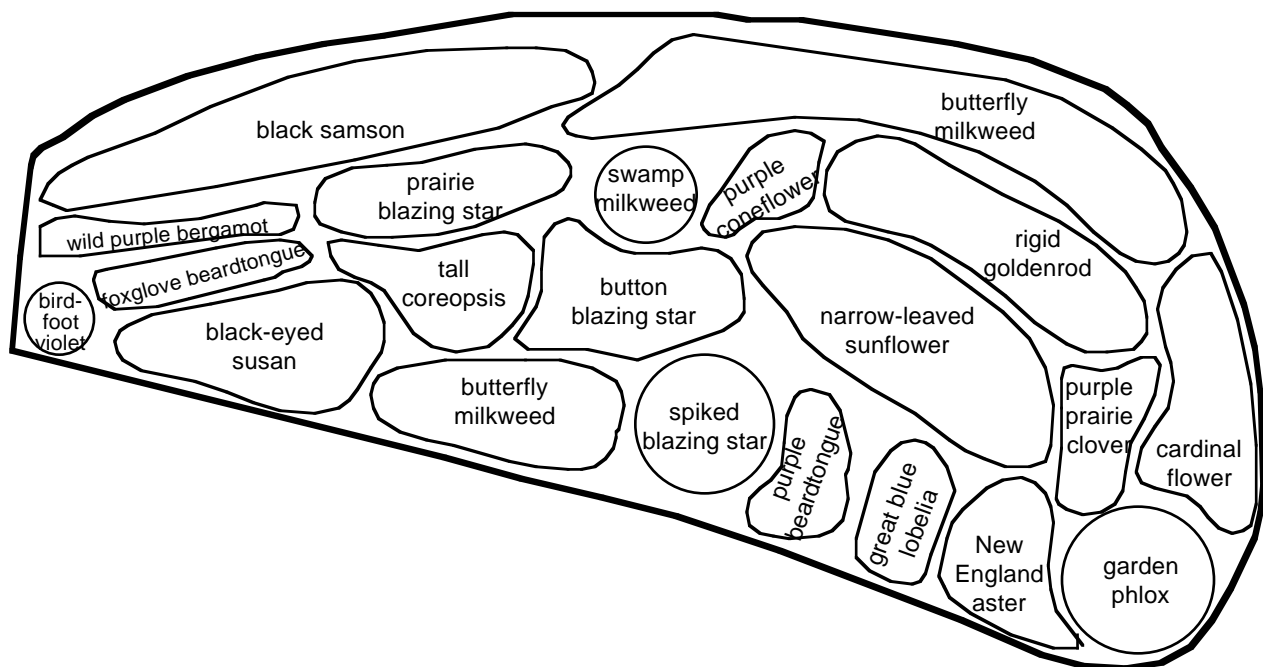 black samson
butterfly
milkweed
prairie
blazing star
swamp
milkweed
purple
coneflower
wild purple bergamot
foxglove beardtongue
tall
coreopsis
button
blazing star
rigid
goldenrod
bird-
foot
violet
black-eyed
susan
narrow-leaved
sunflower
butterfly
milkweed
spiked
blazing star
purple
beardtongue
great blue
lobelia
purple
prairie
clover
cardinal
flower
New
England
aster
garden
phlox